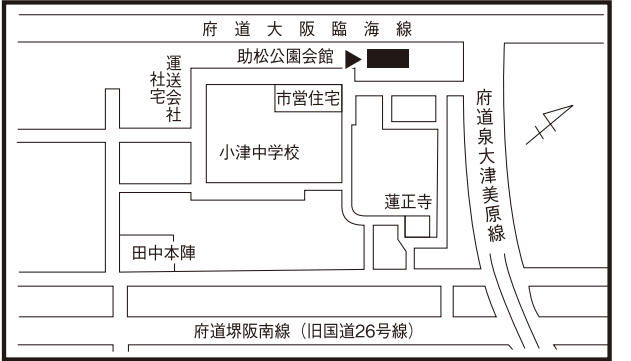 府道大阪臨海線
助松公園会館
運送会社
社宅
市営住宅
府道泉大津美原線
小津中学校
蓮正寺
田中本陣
府道堺阪南線（旧国道26号線）